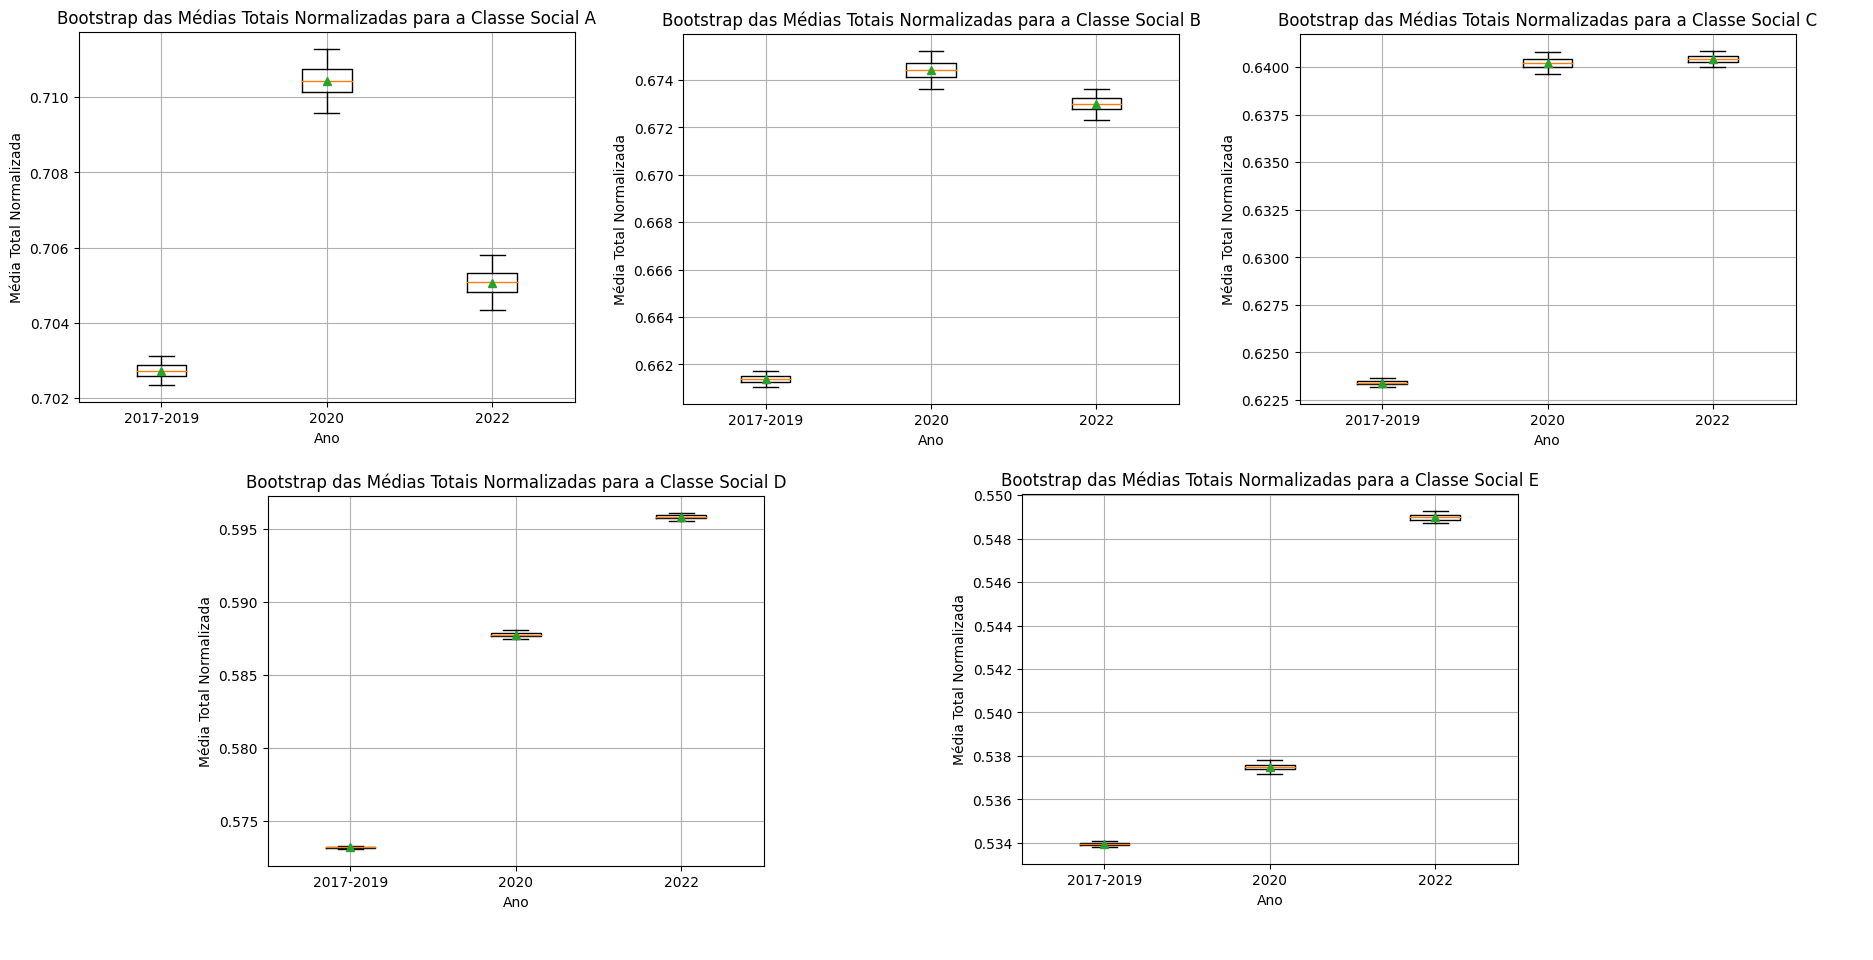 Bootstrap das Médias Totais Normalizadas para a Classe Social A
Média Total Normalizada
0.710
0.708
0.706
0.704
0.702
2017-2019 2020 2022
Ano
Bootstrap das Médias Totais Normalizadas para a Classe Social B
Média Total Normalizada
0.674
0.672
0.670
0.668
0.666
0.664
0.662
2017-2019 2020 2022
Ano
Bootstrap das Médias Totais Normalizadas para a Classe Social C
Média Total Normalizada
0.6400
0.6375
0.6350
0.6325
0.6300
0.6275
0.6250
0.6225
2017-2019 2020 2022
Ano
Bootstrap das Médias Totais Normalizadas para a Classe Social D
Média Total Normalizada
0.595
0.590
0.585
0.580
0.575
2017-2019 2020 2022
Ano
Bootstrap das Médias Totais Normalizadas para a Classe Social E
Média Total Normalizada
0.550
0.548
0.546
0.544
0.542
0.540
0.538
0.536
0.534
2017-2019 2020 2022
Ano